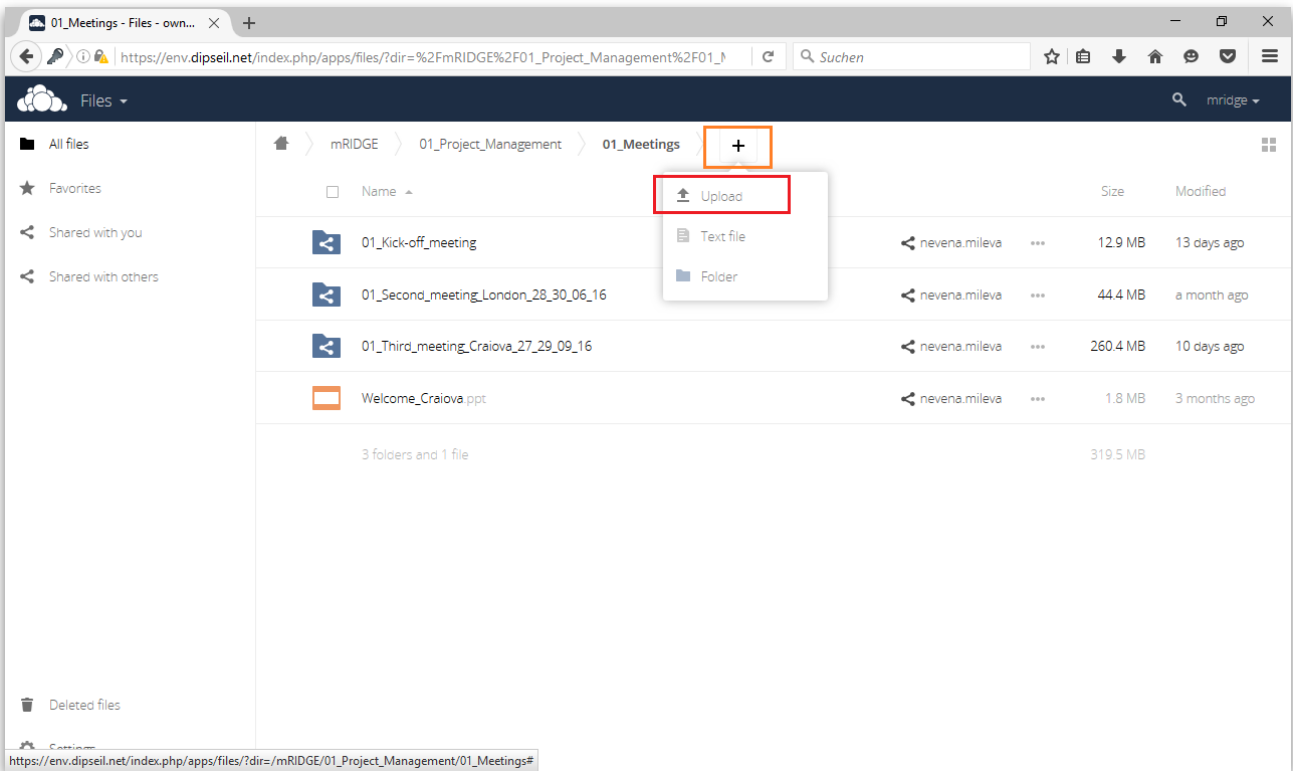 01_Meetings - Files - own...
https://env.dipseil.net/index.php/apps/files/?dir=%2FmRIDGE%2F01_Project_Management%2F01_M
Suchen
Files
mridge
All files
mRIDGE 01_Project_Management 01_Meetings +
Favorites
Name Size Modified
Upload
Shared with you
Text file
01_Kick-off_meeting nevena.mileva ••• 12.9 MB 13 days ago
Shared with others
Folder
01_Second_meeting_London_28_30_06_16 nevena.mileva ••• 44.4 MB a month ago
01_Third_meeting_Craiova_27_29_09_16 nevena.mileva ••• 260.4 MB 10 days ago
Welcome_Craiova.ppt nevena.mileva ••• 1.8 MB 3 months ago
3 folders and 1 file 319.5 MB
Deleted files
Settings
https://env.dipseil.net/index.php/apps/files/?dir=/mRIDGE/01_Project_Management/01_Meetings#